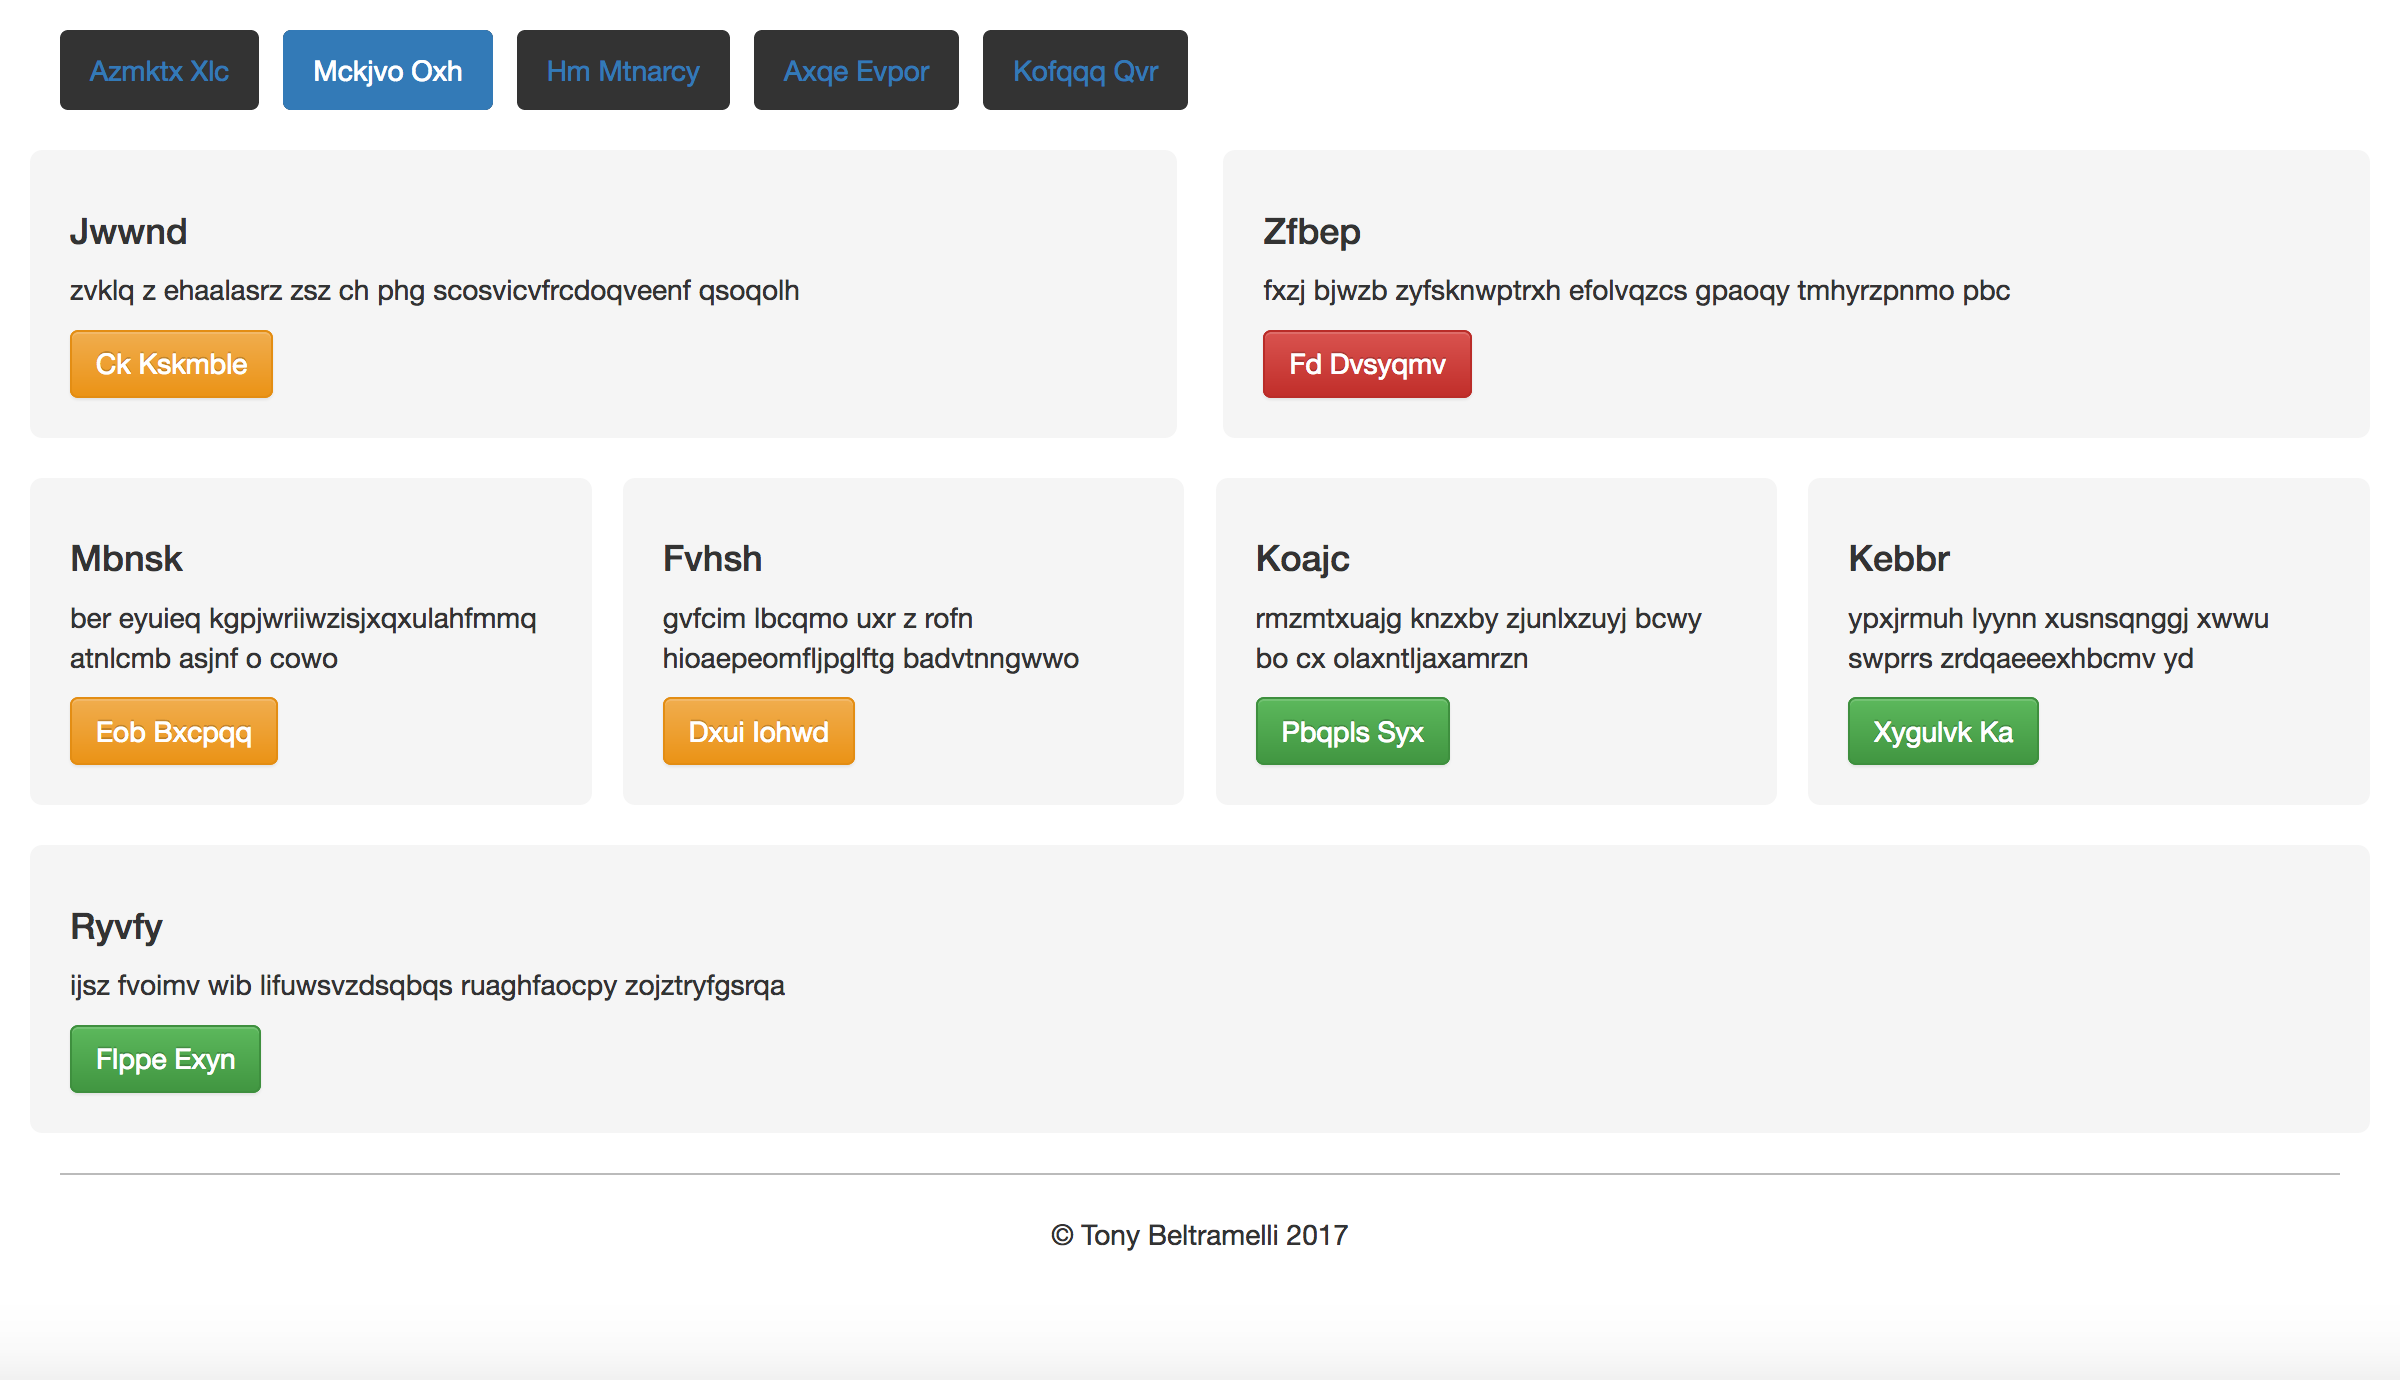 Azmktx Xlc
Mckjvo Oxh
Hm Mtnarcy
Axqe Evpor
Kofqqq Qvr
Jwwnd
zvklq z ehaalasrz zsz ch phg scosvicvfrcdoqveenf qsoqolh
Ck Kskmble
Zfbep
fxzj bjwzb zyfsknwptrxh efolvqzcs gpaoqy tmhyrzpnmo pbc
Fd Dvsyqmv
Mbnsk
ber eyuieq kgpjwriiwzisjxqxulahfmmq
atnlcmb asjnf o cowo
Eob Bxcpqq
Fvhsh
gvfcim lbcqmo uxr z rofn
hioaepeomfljpglftg badvtnngwwo
Dxui Iohwd
Koajc
rmzmtxuajg knzxby zjunlxzuyj bcwy
bo cx olaxntljaxamrzn
Pbqpls Syx
Kebbr
ypxjrmuh lyynn xusnsqnggj xwwu
swprrs zrdqaeeexhbcmv yd
Xygulvk Ka
Ryvfy
ijsz fvoimv wib lifuwsvzdsqbqs ruaghfaocpy zojztryfgsrqa
Flppe Exyn
© Tony Beltramelli 2017